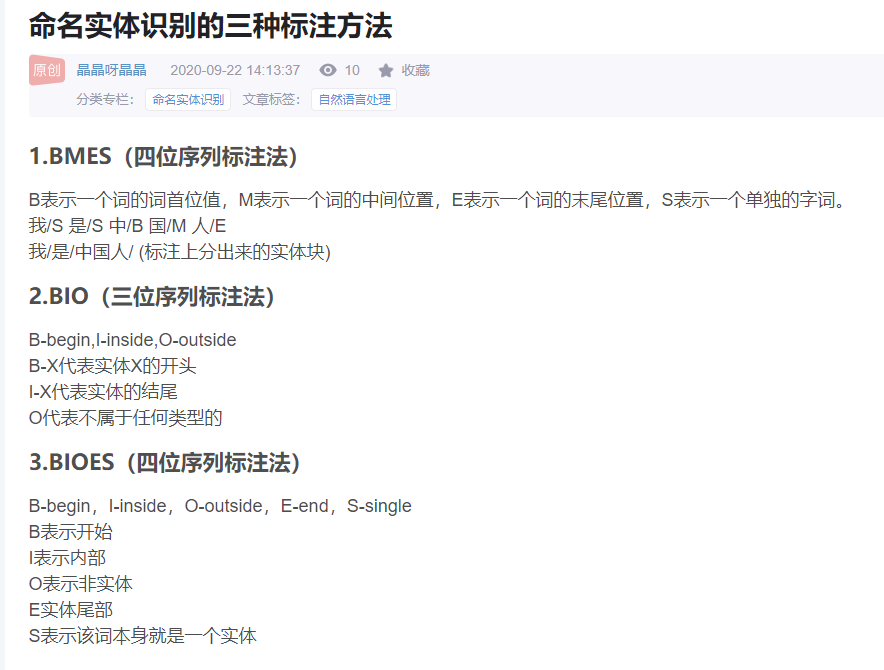 命名实体识别的三种标注方法
原创 晶晶呀晶晶 2020-09-22 14:13:37 10 收藏
分类专栏： 命名实体识别 文章标签： 自然语言处理
1.BMES（四位序列标注法）
B表示一个词的词首位值，M表示一个词的中间位置，E表示一个词的末尾位置，S表示一个单独的字词。
我/S 是/S 中/B 国/M 人/E
我/是/中国人/ (标注上分出来的实体块)
2.BIO（三位序列标注法）
B-begin,I-inside,O-outside
B-X代表实体X的开头
I-X代表实体的结尾
O代表不属于任何类型的
3.BIOES（四位序列标注法）
B-begin，I-inside，O-outside，E-end，S-single
B表示开始
I表示内部
O表示非实体
E实体尾部
S表示该词本身就是一个实体